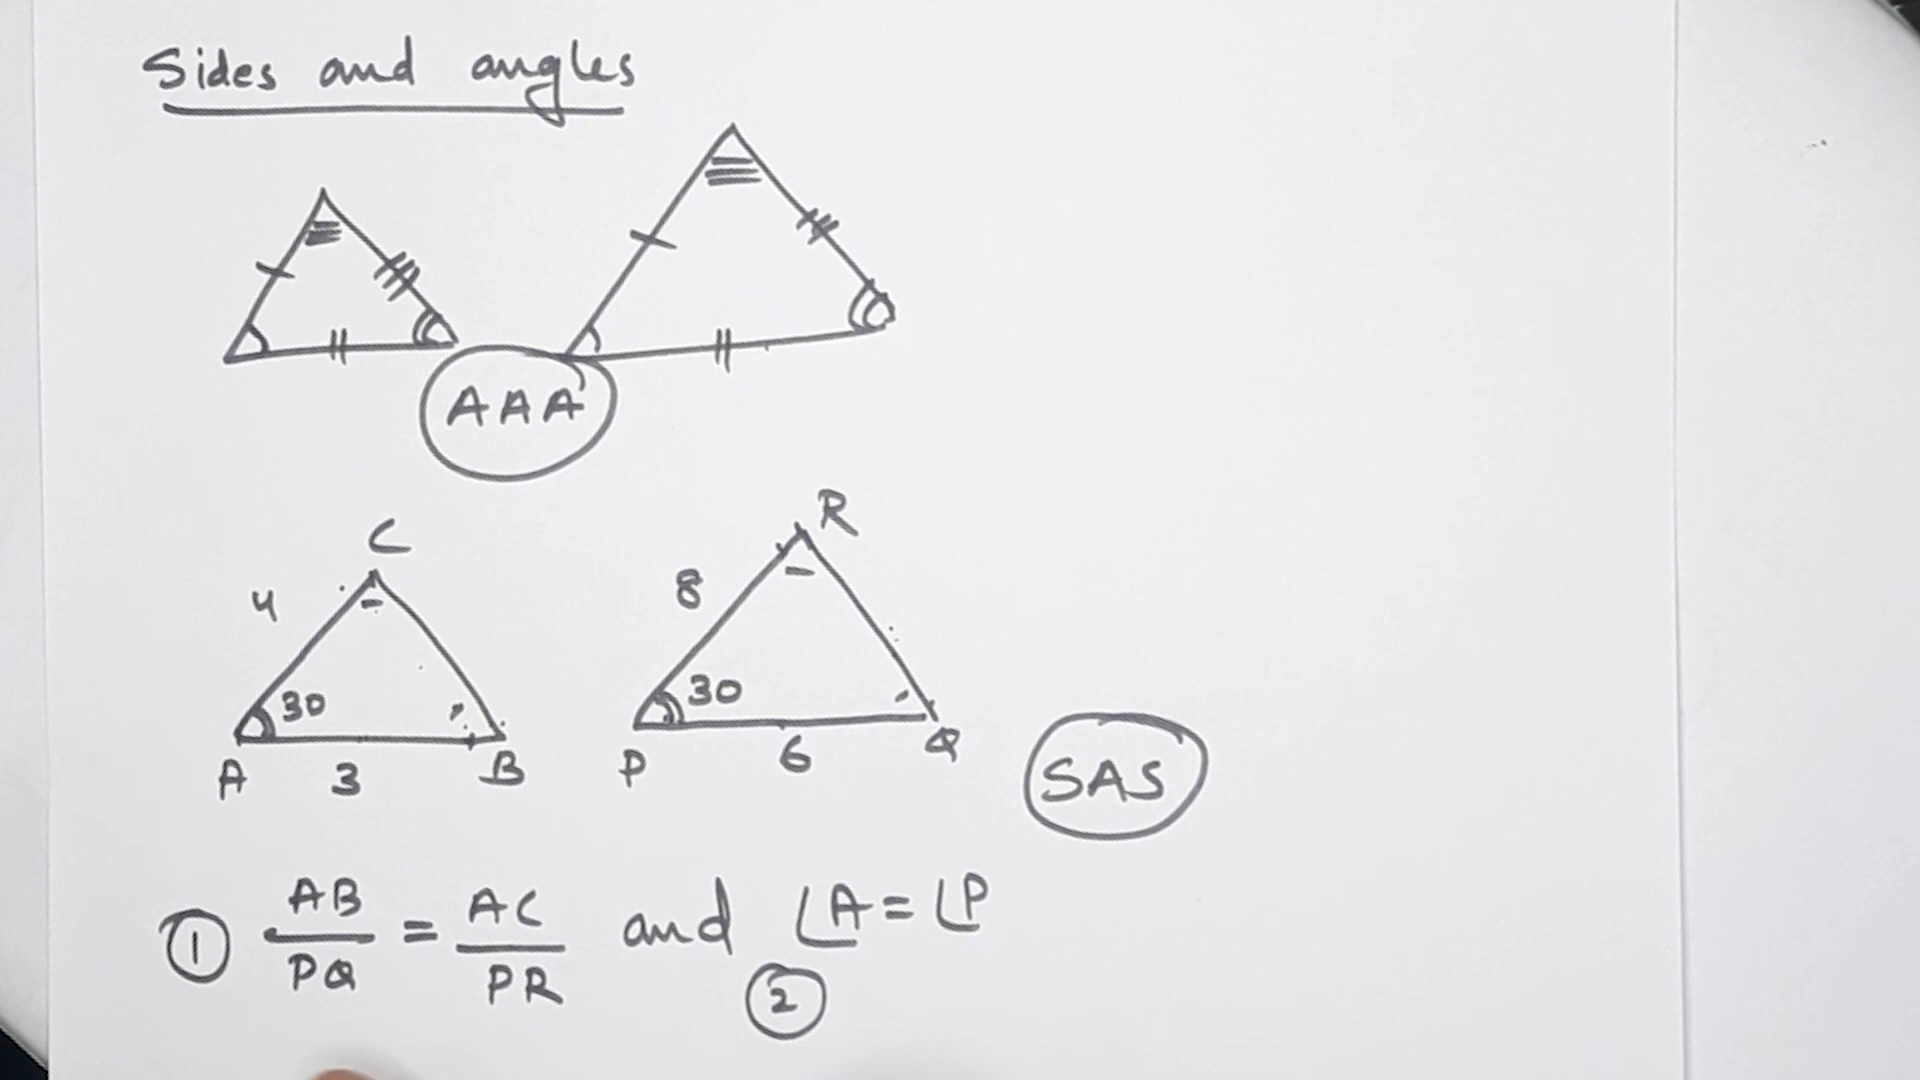 Sides and angles
AAA
C
R
4
8
30
30
A 3 B
P 6 Q
SAS
① AB/PQ = AC/PR and ∠A = ∠P
②